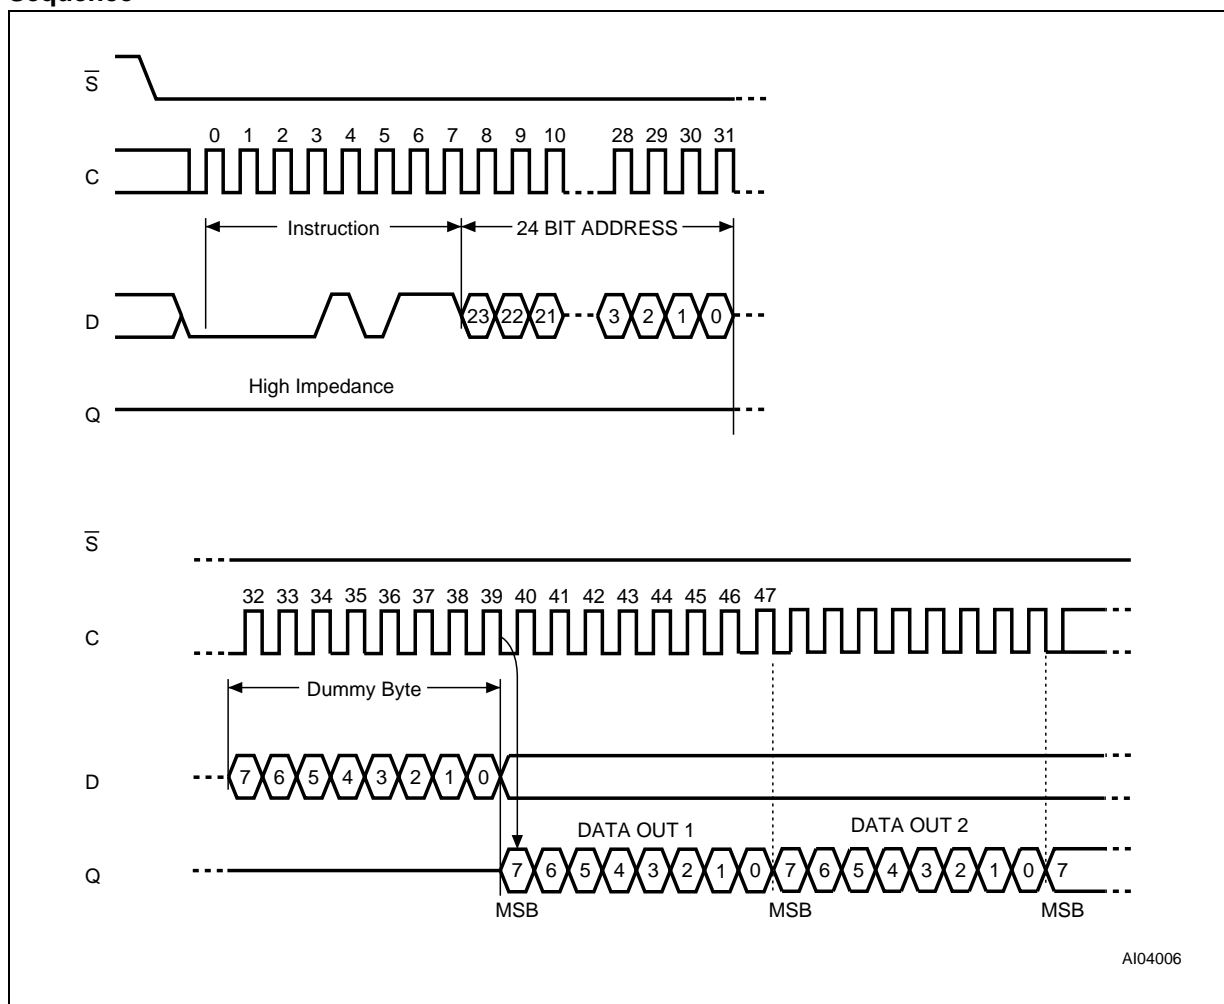 Sequence
S
0 1 2 3 4 5 6 7 8 9 10 28 29 30 31
C
Instruction 24 BIT ADDRESS
D
23 22 21 3 2 1 0
High Impedance
Q
S
32 33 34 35 36 37 38 39 40 41 42 43 44 45 46 47
C
Dummy Byte
D
7 6 5 4 3 2 1 0
DATA OUT 1 DATA OUT 2
Q
7 6 5 4 3 2 1 0 7 6 5 4 3 2 1 0 7
MSB MSB MSB
AI04006